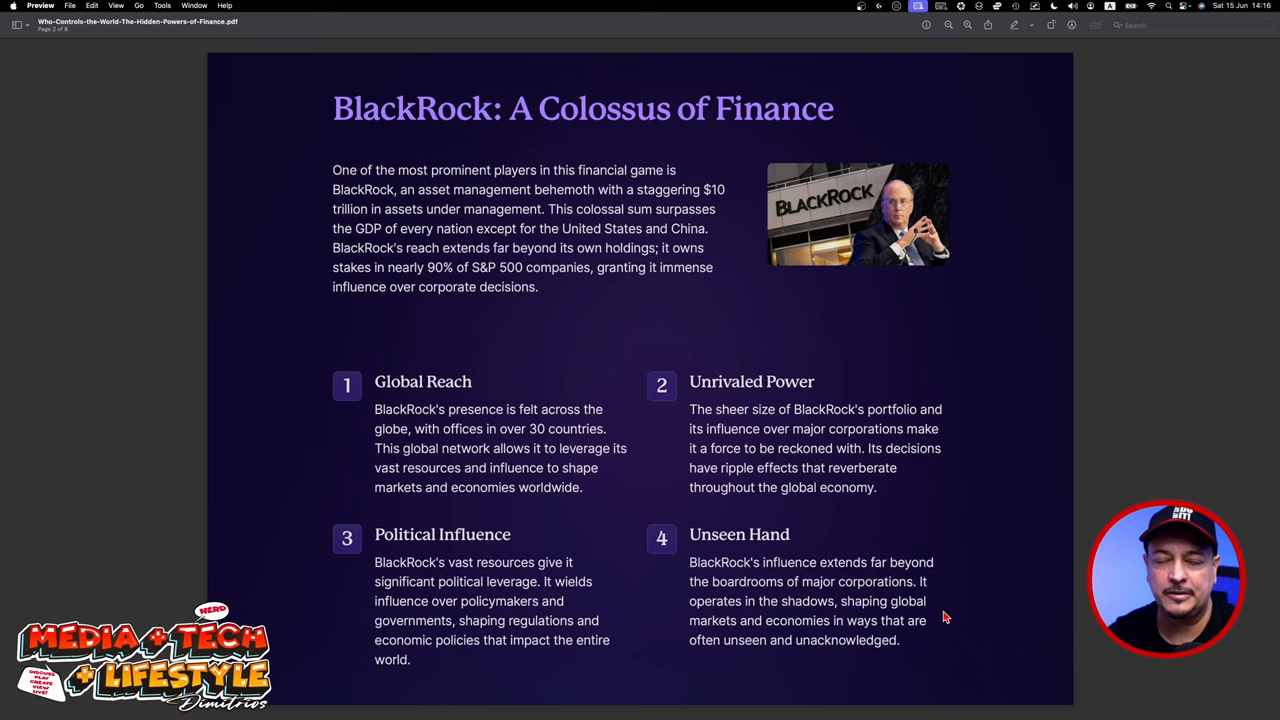 Preview File Edit View Go Tools Window Help
Sat 15 Jun 14:16
Who-Controls-the-World-The-Hidden-Powers-of-Finance.pdf
Page 2 of 8
Search
BlackRock: A Colossus of Finance
One of the most prominent players in this financial game is
BlackRock, an asset management behemoth with a staggering $10
trillion in assets under management. This colossal sum surpasses
the GDP of every nation except for the United States and China.
BlackRock's reach extends far beyond its own holdings; it owns
stakes in nearly 90% of S&P 500 companies, granting it immense
influence over corporate decisions.
BLACKROCK
1 Global Reach
BlackRock's presence is felt across the
globe, with offices in over 30 countries.
This global network allows it to leverage its
vast resources and influence to shape
markets and economies worldwide.
2 Unrivaled Power
The sheer size of BlackRock's portfolio and
its influence over major corporations make
it a force to be reckoned with. Its decisions
have ripple effects that reverberate
throughout the global economy.
3 Political Influence
BlackRock's vast resources give it
significant political leverage. It wields
influence over policymakers and
governments, shaping regulations and
economic policies that impact the entire
world.
4 Unseen Hand
BlackRock's influence extends far beyond
the boardrooms of major corporations. It
operates in the shadows, shaping global
markets and economies in ways that are
often unseen and unacknowledged.
NERD
MEDIA + TECH
+ LIFESTYLE
DISCUSS
PLAY
CREATE
VIEW
LIVE!
Dimitrios